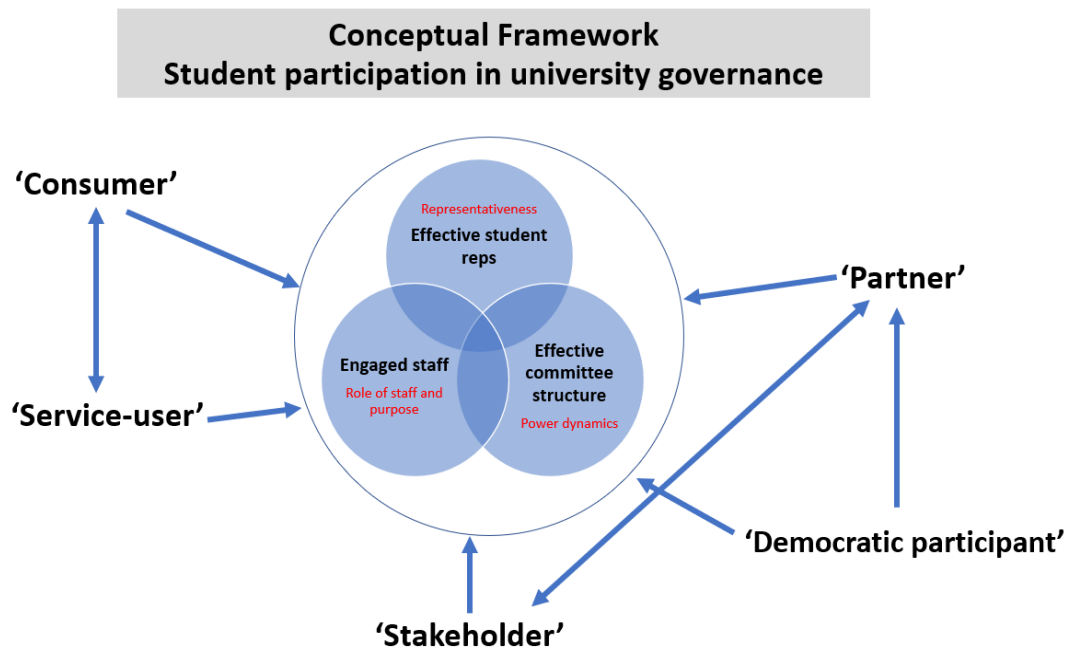 Conceptual Framework
Student participation in university governance
‘Consumer’
Representativeness
Effective student
reps
‘Partner’
Engaged staff
Role of staff and
purpose
Effective
committee
structure
Power dynamics
‘Service-user’
‘Democratic participant’
‘Stakeholder’